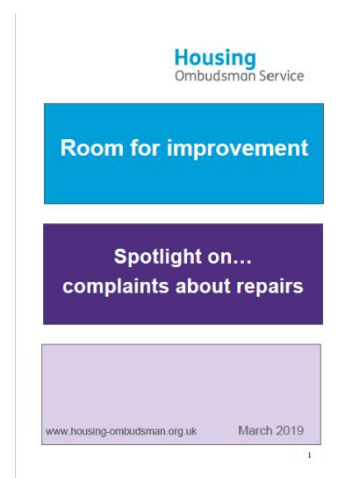 Housing
Ombudsman Service
Room for improvement
Spotlight on...
complaints about repairs
www.housing-ombudsman.org.uk March 2019
1